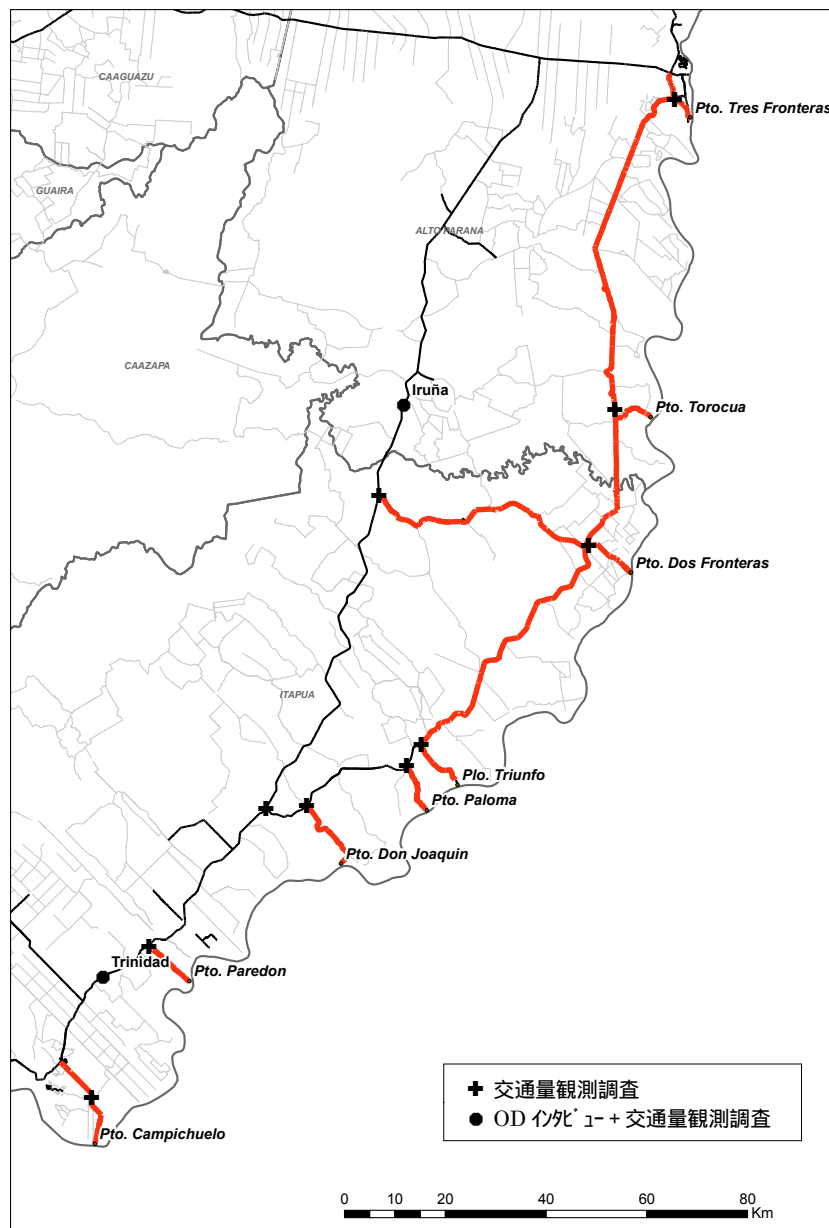 CAAGUAZU
Pto. Tres Fronteras
GUAIRA
ALTO PARANA
CAAZAPA
Iruña
Pto. Torocua
Pto. Dos Fronteras
ITAPUA
Plo. Triunfo
Pto. Paloma
Pto. Don Joaquin
Trinidad
Pto. Paredon
Pto. Campichuelo
交通量観測調査
OD インタビュー + 交通量観測調査
0 10 20 40 60 80
Km